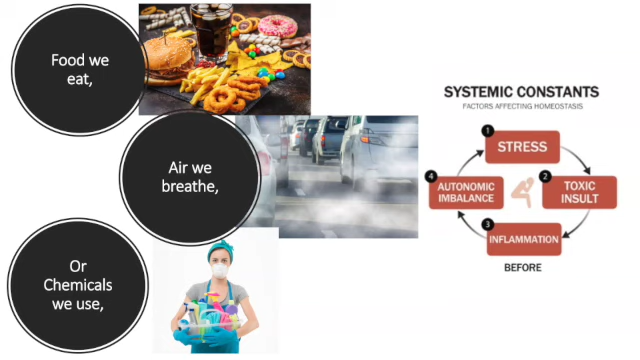 Food we
eat,
Air we
breathe,
Or
Chemicals
we use,
SYSTEMIC CONSTANTS
FACTORS AFFECTING HOMEOSTASIS
1
STRESS
2
TOXIC
INSULT
3
INFLAMMATION
4
AUTONOMIC
IMBALANCE
BEFORE